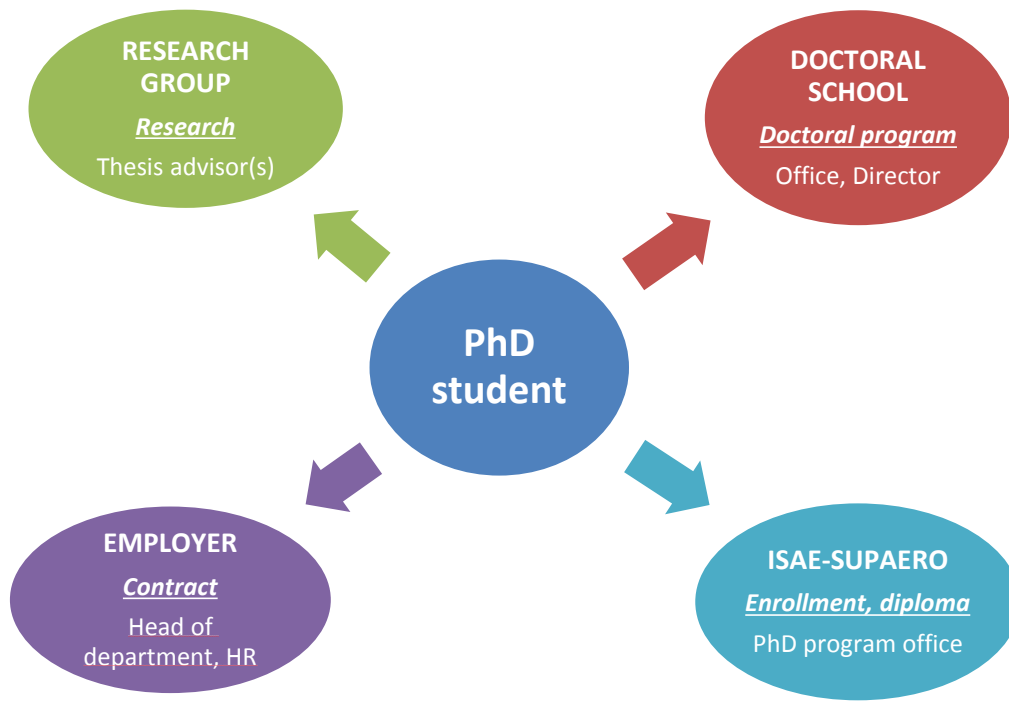 RESEARCH
GROUP
Research
Thesis advisor(s)
DOCTORAL
SCHOOL
Doctoral program
Office, Director
PhD
student
EMPLOYER
Contract
Head of
department, HR
ISAE-SUPAERO
Enrollment, diploma
PhD program office